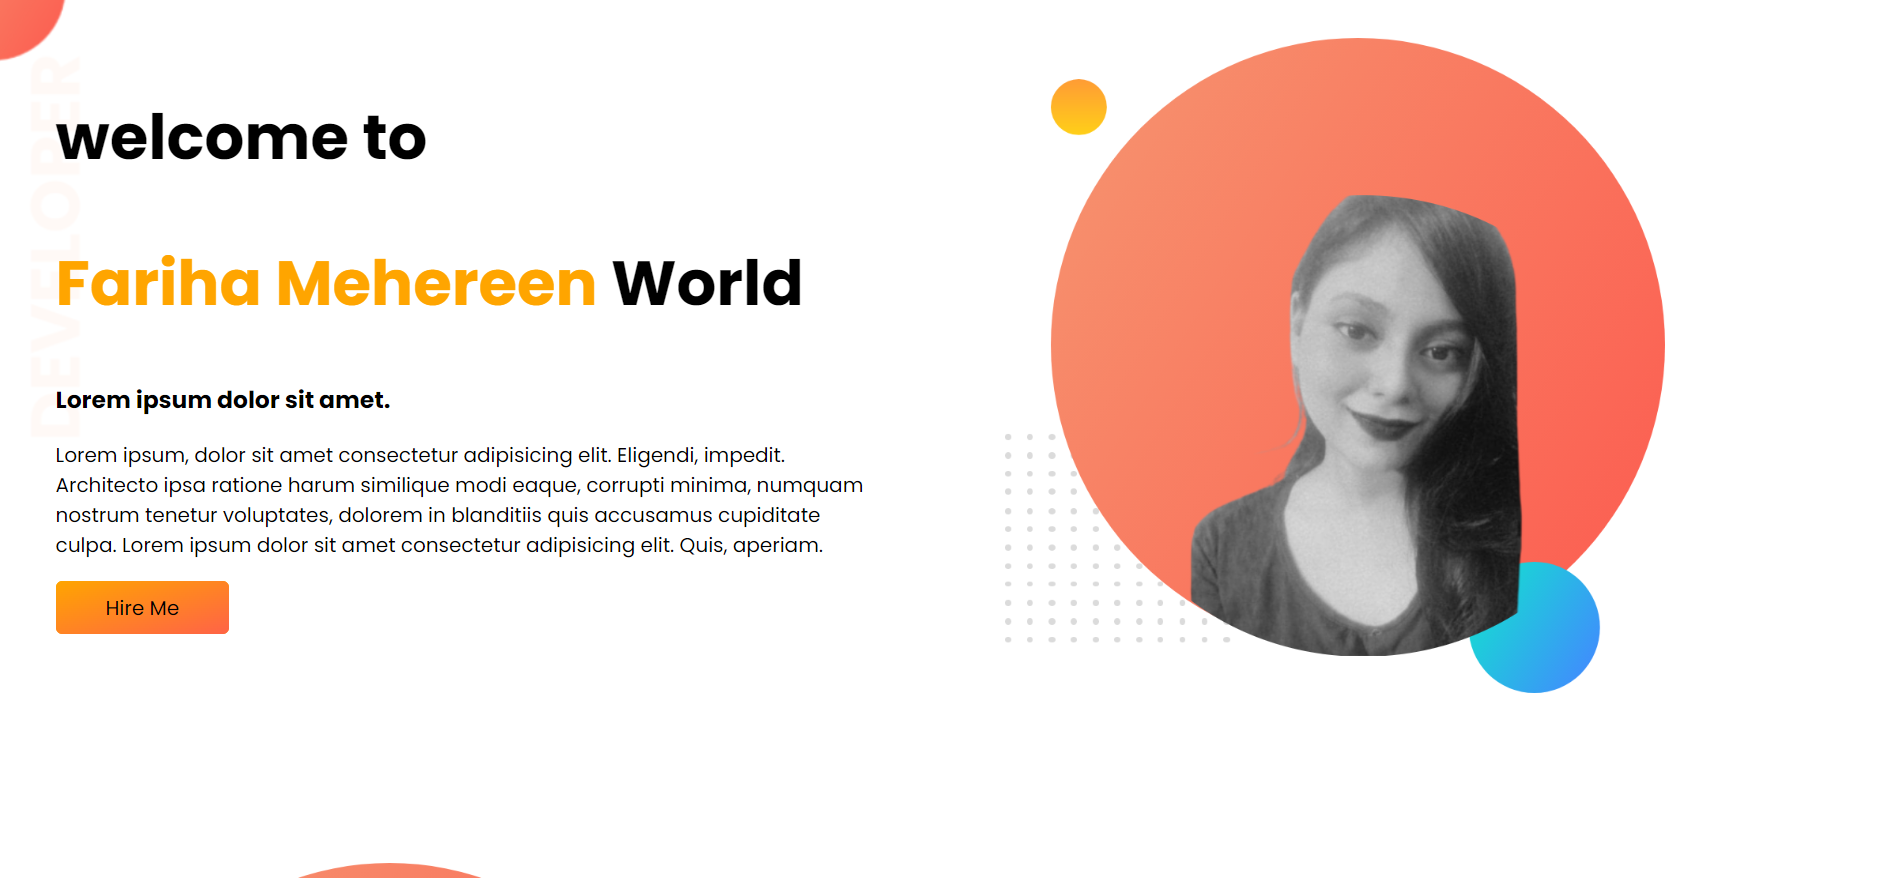 DEVELOPER
welcome to
Fariha Mehereen World
Lorem ipsum dolor sit amet.
Lorem ipsum, dolor sit amet consectetur adipisicing elit. Eligendi, impedit.
Architecto ipsa ratione harum similique modi eaque, corrupti minima, numquam
nostrum tenetur voluptates, dolorem in blanditiis quis accusamus cupiditate
culpa. Lorem ipsum dolor sit amet consectetur adipisicing elit. Quis, aperiam.
Hire Me